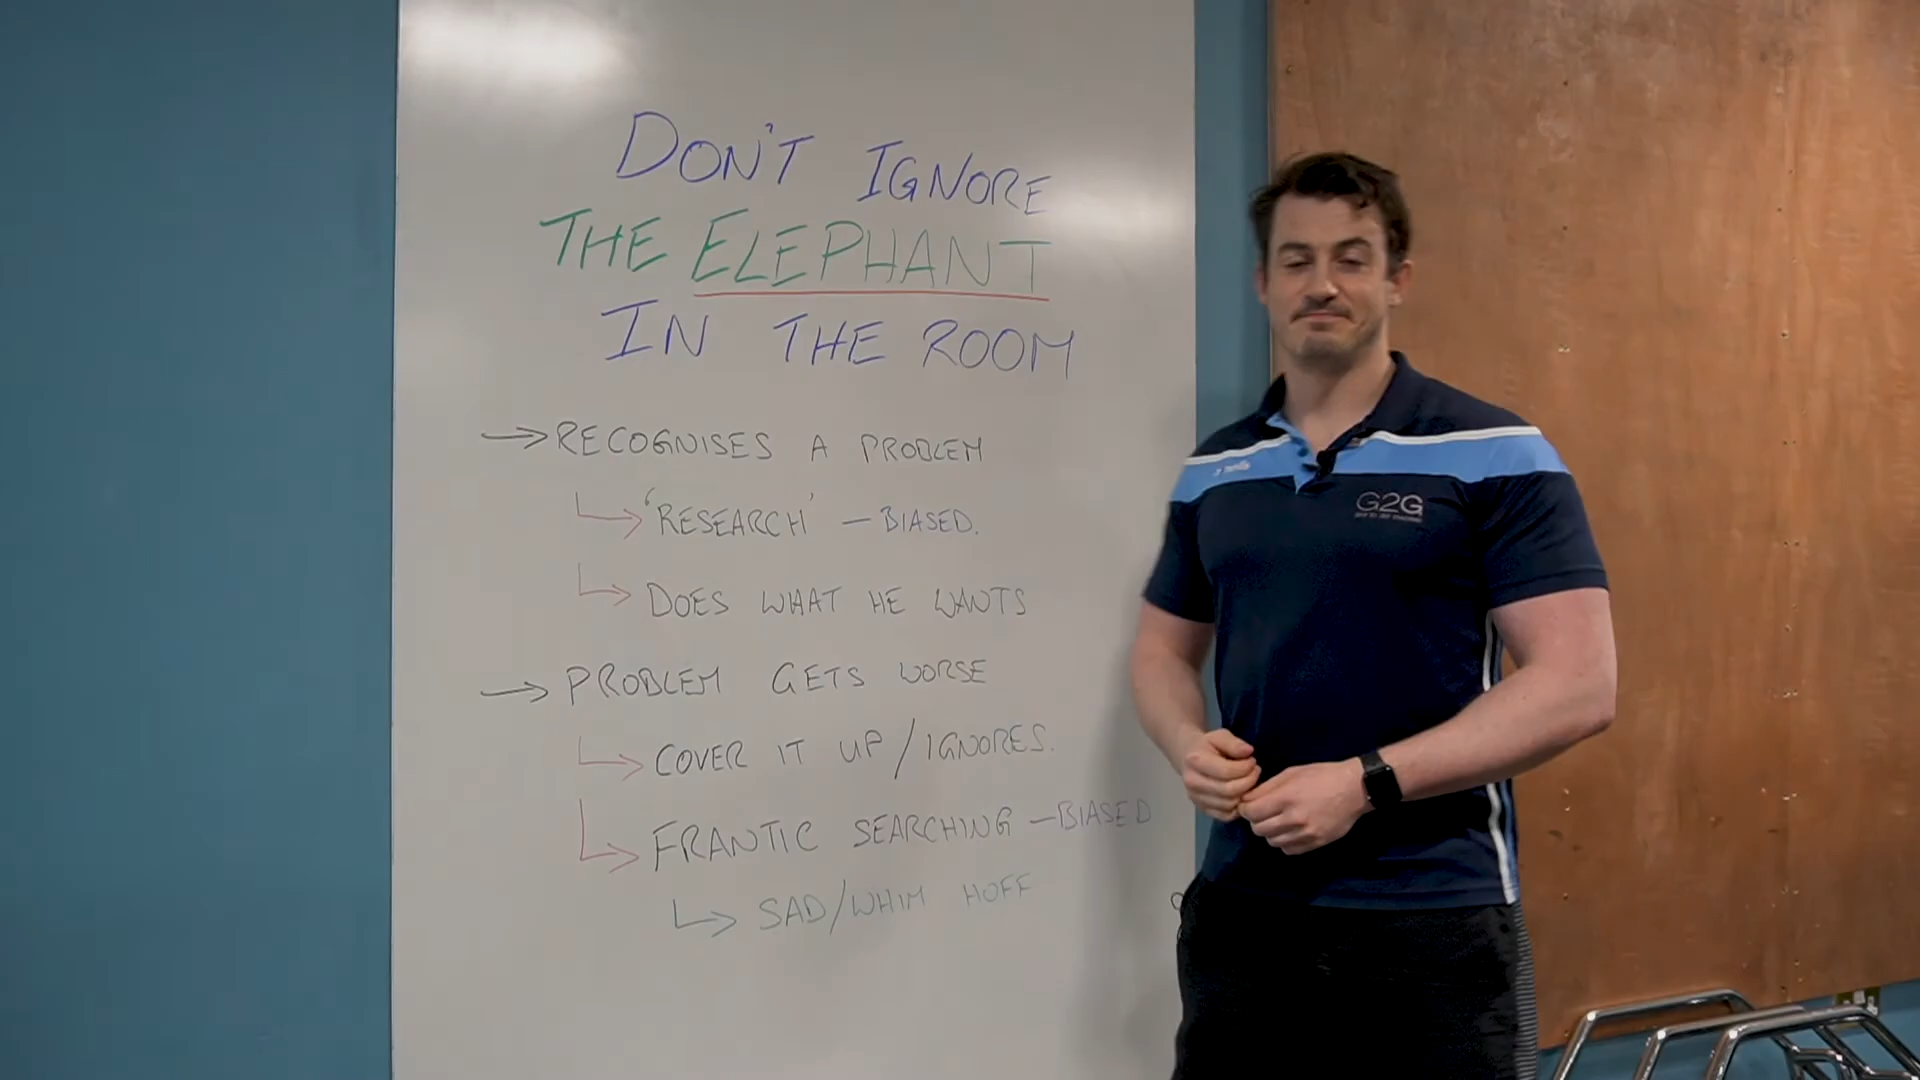 DON'T IGNORE
THE ELEPHANT
IN THE ROOM
→ RECOGNISES A PROBLEM
↳ 'RESEARCH' – BIASED.
↳ DOES WHAT HE WANTS
→ PROBLEM GETS WORSE
↳ COVER IT UP / IGNORES.
↳ FRANTIC SEARCHING – BIASED
↳ SAD/WHIM HOFF
G2G